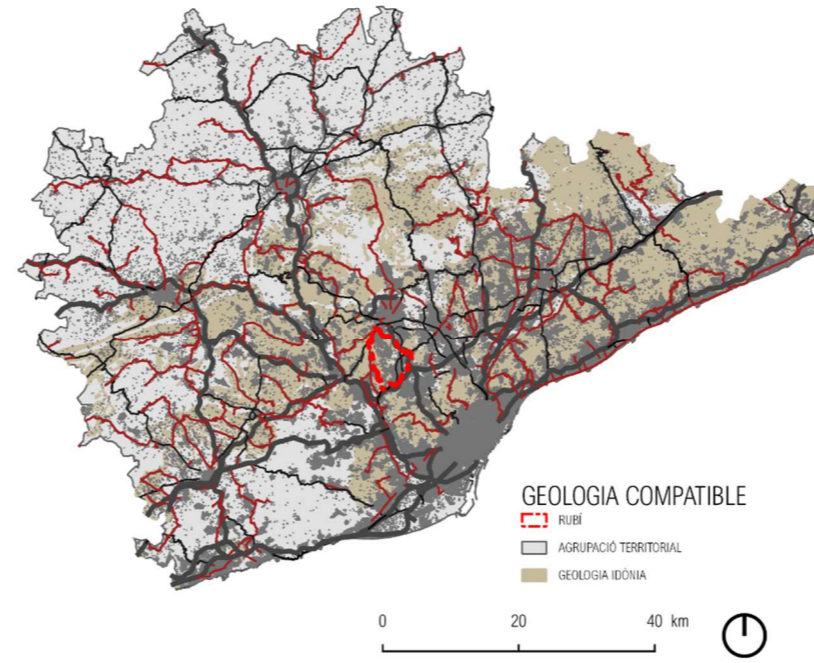 GEOLOGIA COMPATIBLE
RUBÍ
AGRUPACIÓ TERRITORIAL
GEOLOGIA IDÒNIA
0 20 40 km